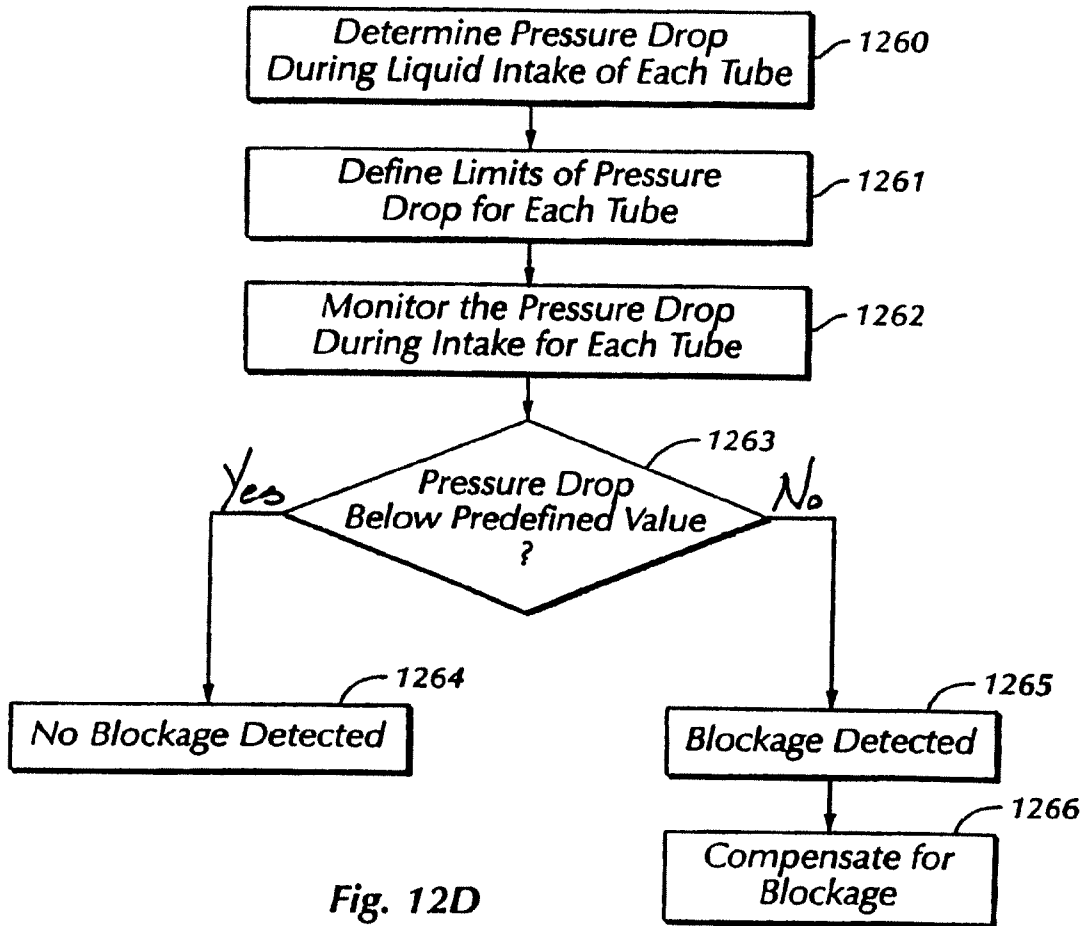 Determine Pressure Drop
During Liquid Intake of Each Tube
1260
Define Limits of Pressure
Drop for Each Tube
1261
Monitor the Pressure Drop
During Intake for Each Tube
1262
1263
Pressure Drop
Below Predefined Value
?
Yes
No
1264
No Blockage Detected
1265
Blockage Detected
1266
Compensate for
Blockage
Fig. 12D